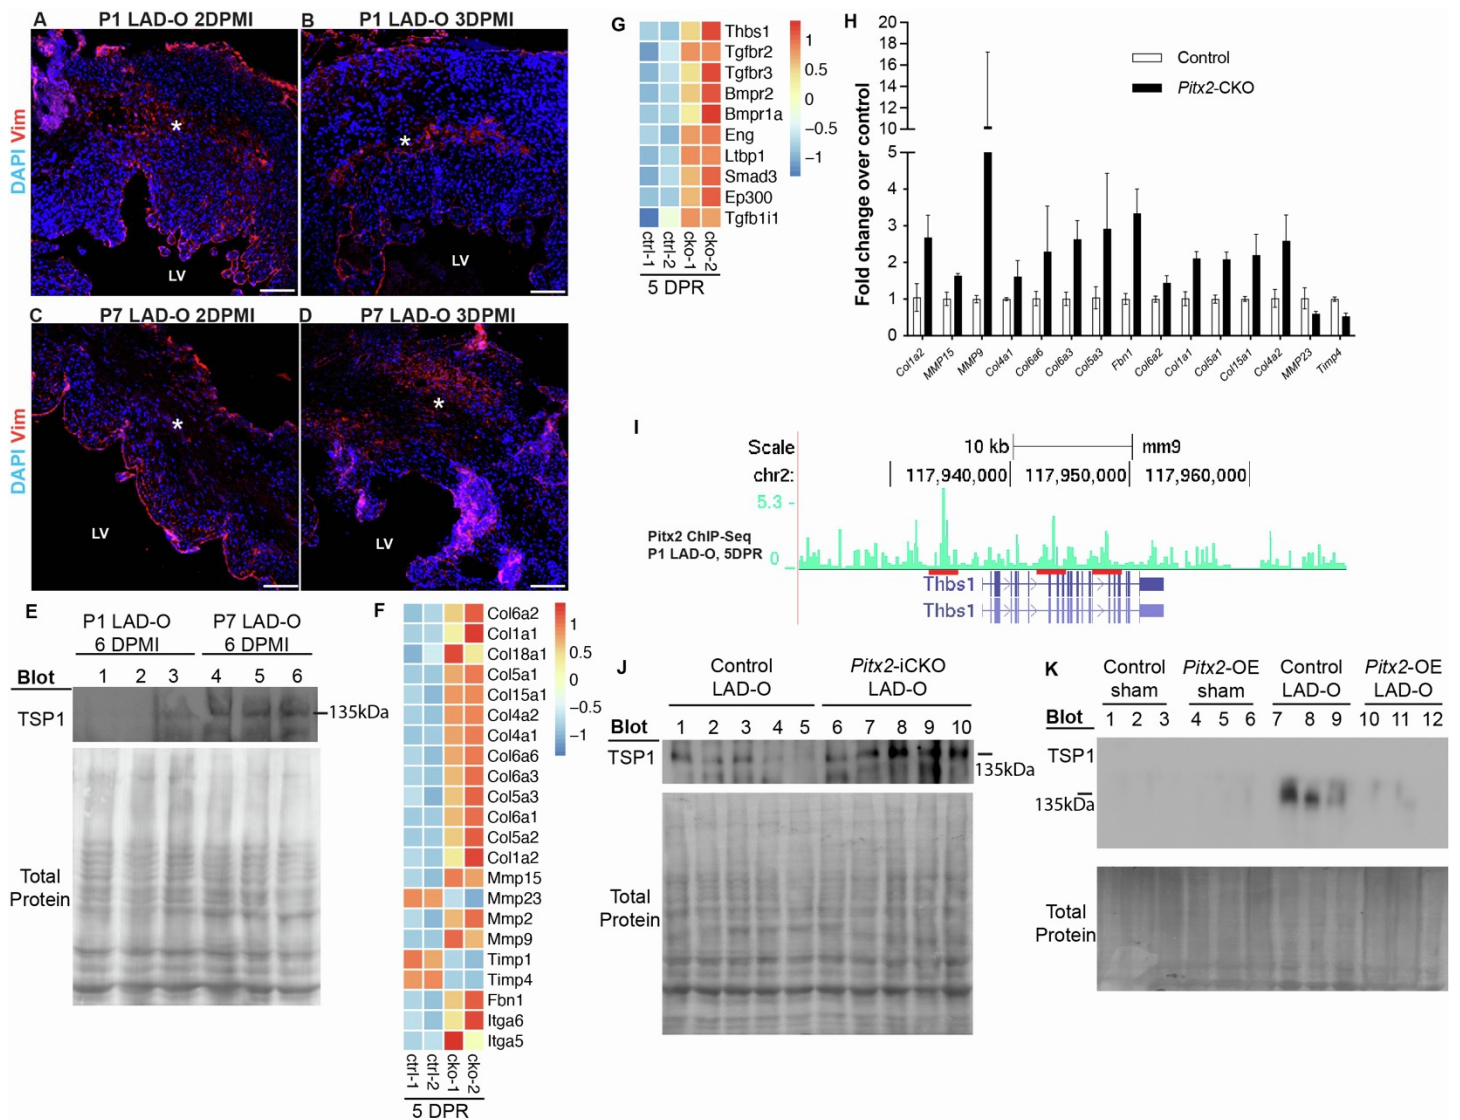 A P1 LAD-O 2DPMI
B P1 LAD-O 3DPMI
DAPI Vim
*
LV
*
LV
C P7 LAD-O 2DPMI
D P7 LAD-O 3DPMI
DAPI Vim
*
LV
*
LV
E
P1 LAD-O P7 LAD-O
6 DPMI 6 DPMI
Blot 1 2 3 4 5 6
TSP1
135kDa
Total
Protein
F
Col6a2
Col1a1
Col18a1
Col5a1
Col15a1
Col4a2
Col4a1
Col6a6
Col6a3
Col5a3
Col6a1
Col5a2
Col1a2
Mmp15
Mmp23
Mmp2
Mmp9
Timp1
Timp4
Fbn1
Itga6
Itga5
1
0.5
0
−0.5
−1
ctrl-1 ctrl-2 cko-1 cko-2
5 DPR
G
Thbs1
Tgfbr2
Tgfbr3
Bmpr2
Bmpr1a
Eng
Ltbp1
Smad3
Ep300
Tgfb1i1
1
0.5
0
−0.5
−1
ctrl-1 ctrl-2 cko-1 cko-2
5 DPR
H
Fold change over control
20
18
16
14
12
10
5
4
3
2
1
0
Control
Pitx2-CKO
Col1a2 MMP15 MMP9 Col4a1 Col6a6 Col6a3 Col5a3 Fbn1 Col6a2 Col1a1 Col5a1 Col15a1 Col4a2 MMP23 Timp4
I
Scale 10 kb mm9
chr2: 117,940,000 117,950,000 117,960,000
5.3 -
Pitx2 ChIP-Seq
P1 LAD-O, 5DPR
0 _
Thbs1
Thbs1
J
Control Pitx2-iCKO
LAD-O LAD-O
Blot 1 2 3 4 5 6 7 8 9 10
TSP1
135kDa
Total
Protein
K
Control Pitx2-OE Control Pitx2-OE
sham sham LAD-O LAD-O
Blot 1 2 3 4 5 6 7 8 9 10 11 12
TSP1
135kDa
Total
Protein